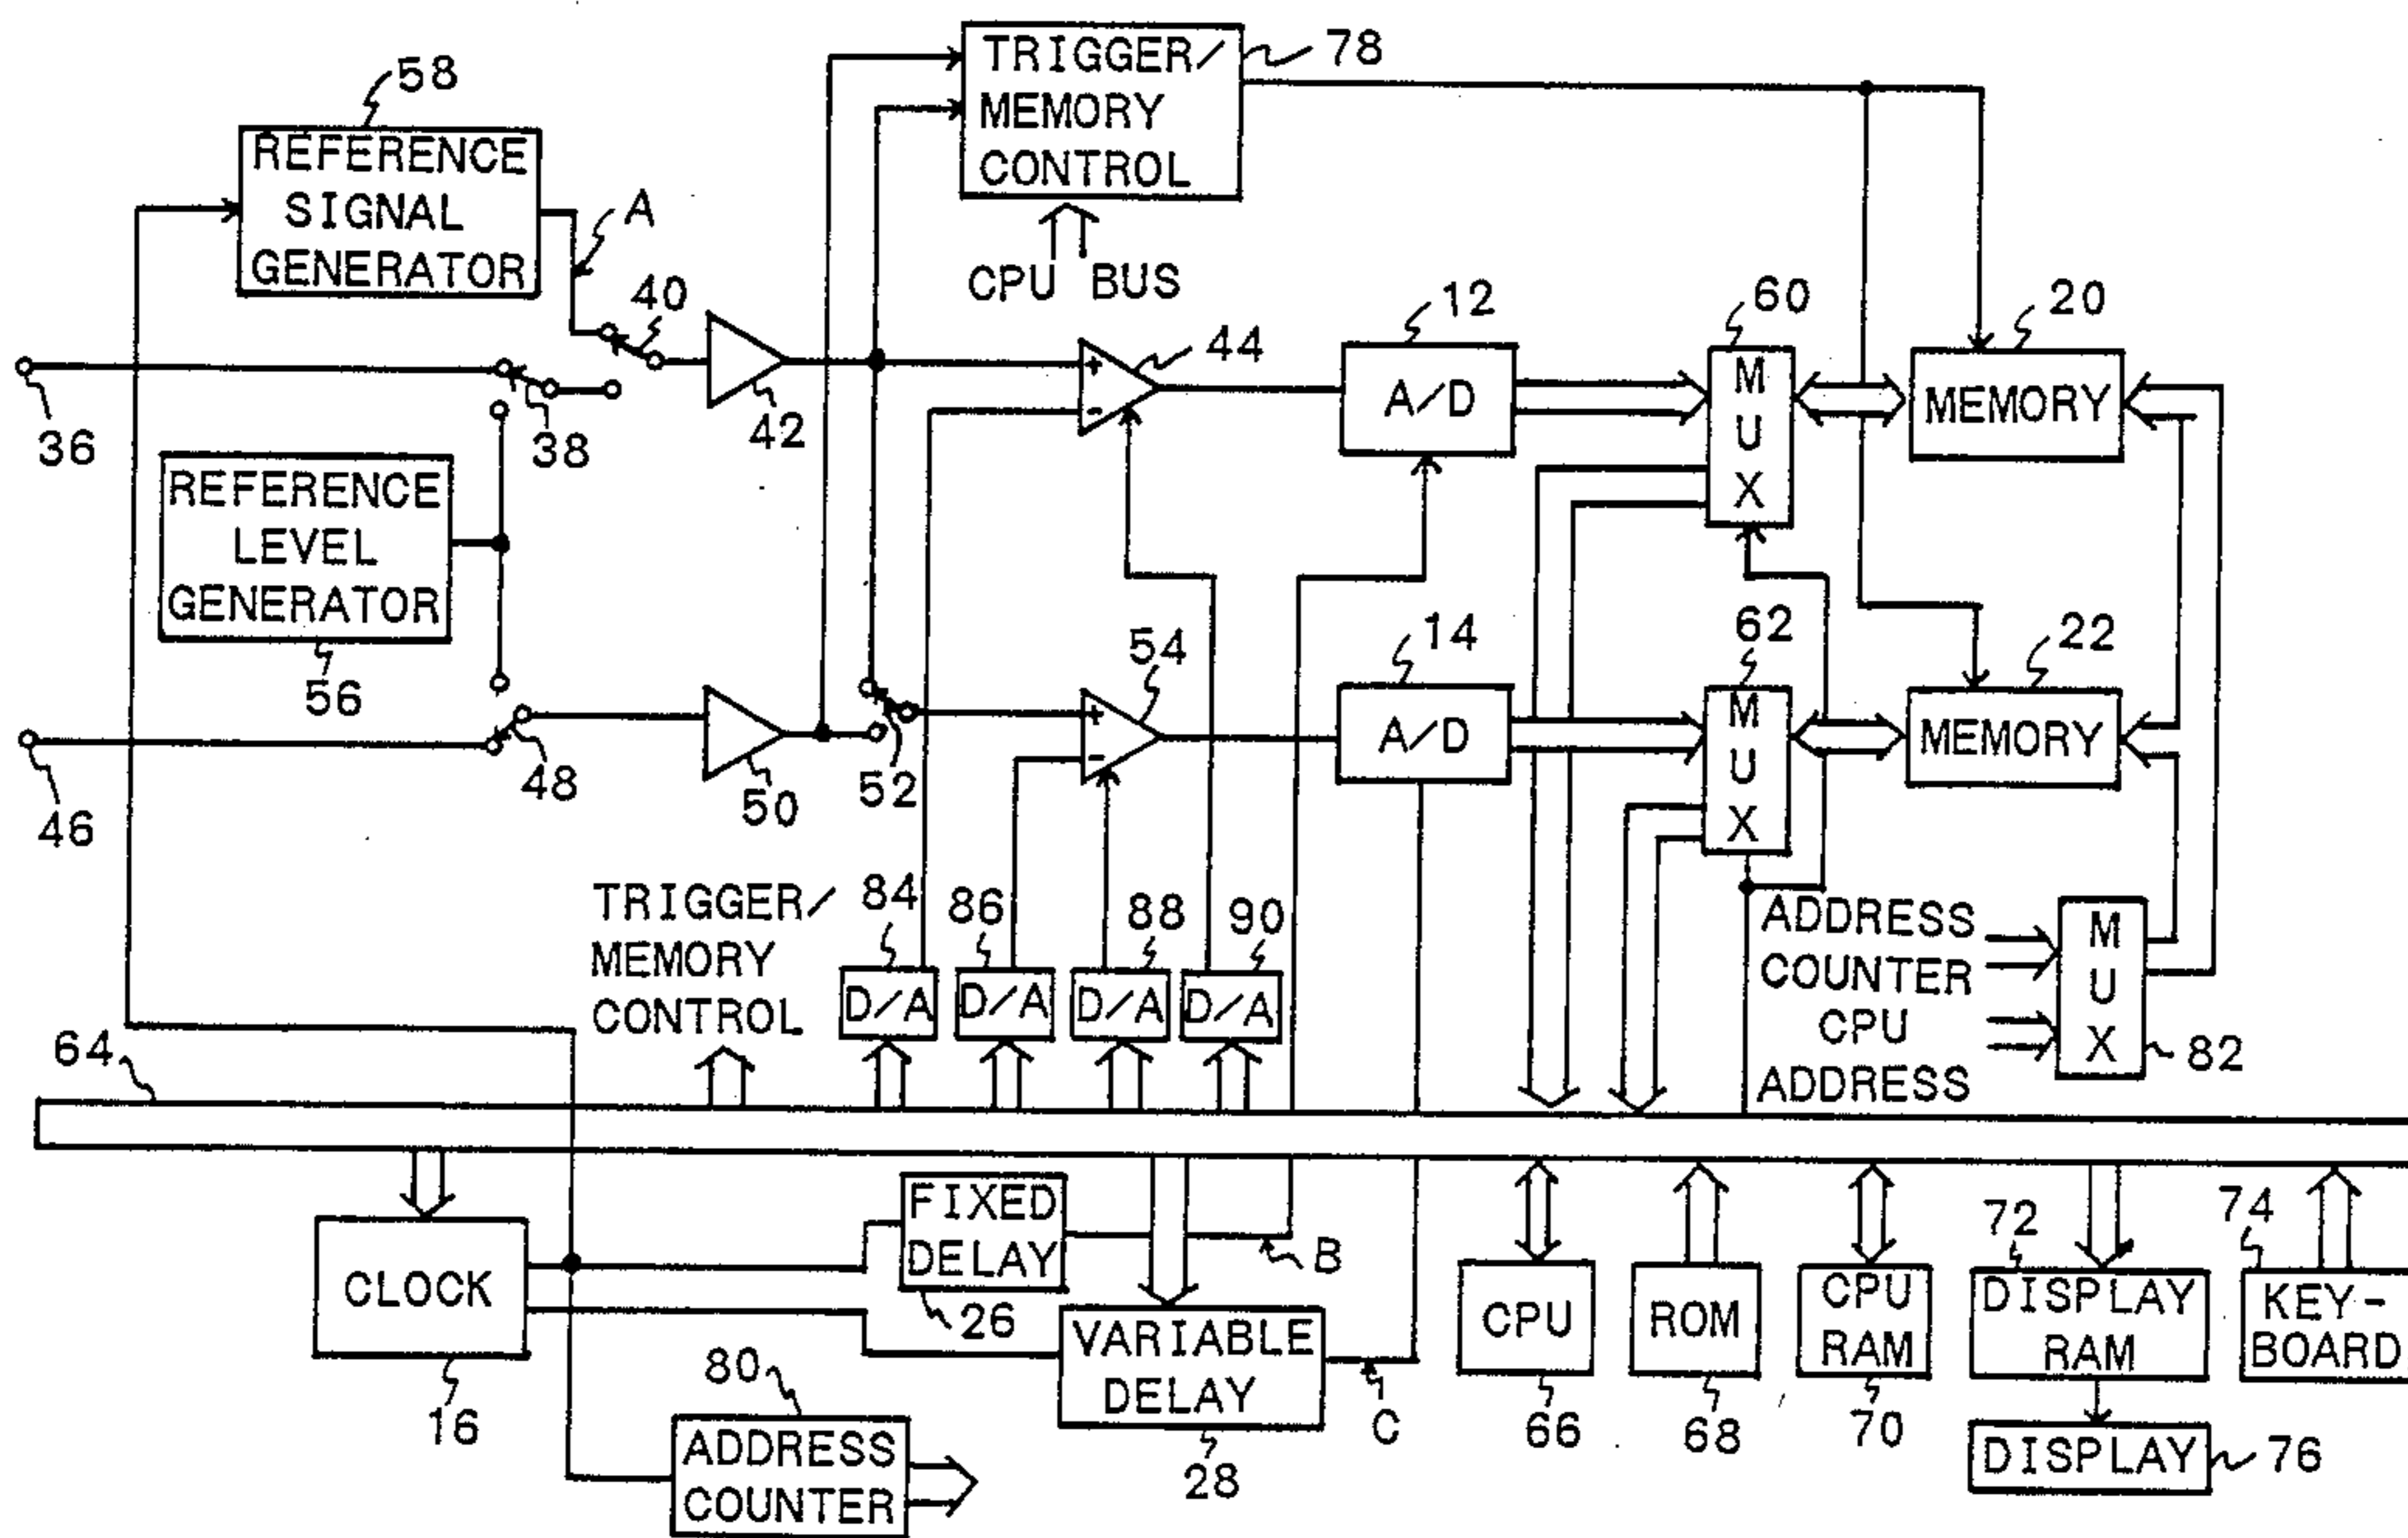 TRIGGER/
MEMORY
CONTROL
78
58
REFERENCE
SIGNAL
GENERATOR
A
40
CPU BUS
12
60
20
44
36
38
42
+
-
A/D
M
U
X
MEMORY
REFERENCE
LEVEL
GENERATOR
56
54
14
62
22
46
48
50
52
+
-
A/D
M
U
X
MEMORY
TRIGGER/
MEMORY
CONTROL
84
86
88
90
D/A
D/A
D/A
D/A
ADDRESS
COUNTER
CPU
ADDRESS
M
U
X
82
64
CLOCK
16
FIXED
DELAY
26
B
VARIABLE
DELAY
28
C
80
ADDRESS
COUNTER
CPU
66
ROM
68
CPU
RAM
70
72
DISPLAY
RAM
74
KEY-
BOARD
DISPLAY
76